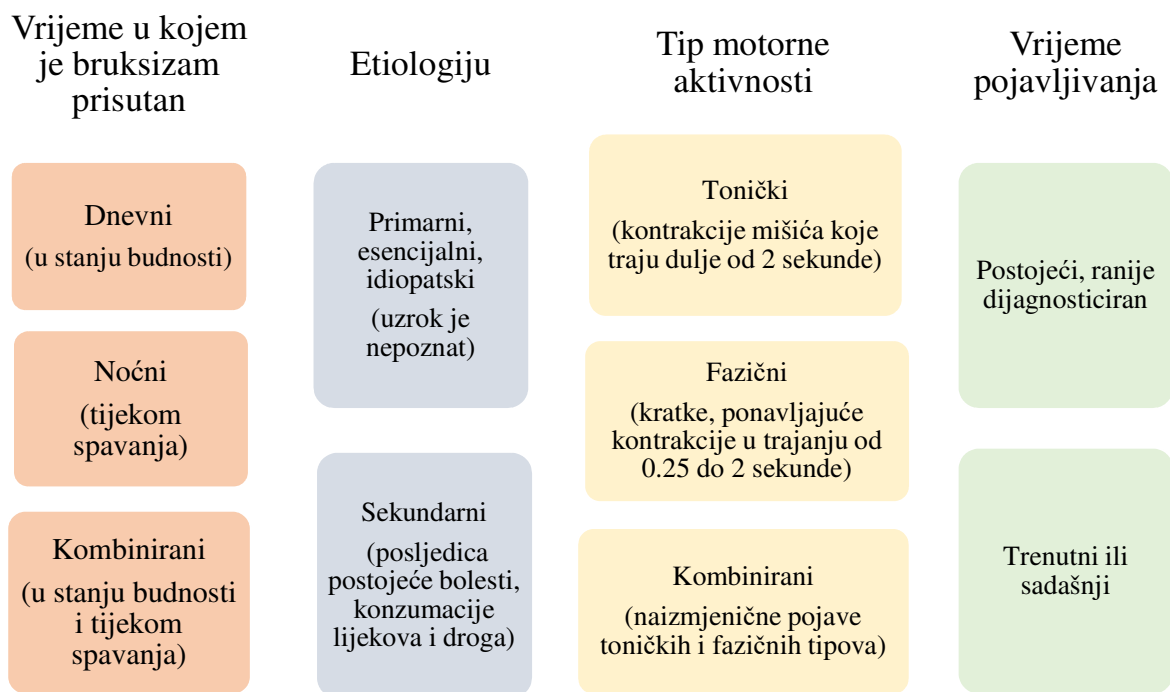 Vrijeme u kojem
je bruksizam
prisutan
Dnevni
(u stanju budnosti)
Noćni
(tijekom
spavanja)
Kombinirani
(u stanju budnosti
i tijekom
spavanja)
Etiologiju
Primarni,
esencijalni,
idiopatski
(uzrok je
nepoznat)
Sekundarni
(posljedica
postojeće bolesti,
konzumacije
lijekova i droga)
Tip motorne
aktivnosti
Tonički
(kontrakcije mišića koje
traju dulje od 2 sekunde)
Fazični
(kratke, ponavljajuće
kontrakcije u trajanju od
0.25 do 2 sekunde)
Kombinirani
(naizmjenične pojave
toničkih i fazičnih tipova)
Vrijeme
pojavljivanja
Postojeći, ranije
dijagnosticiran
Trenutni ili
sadašnji